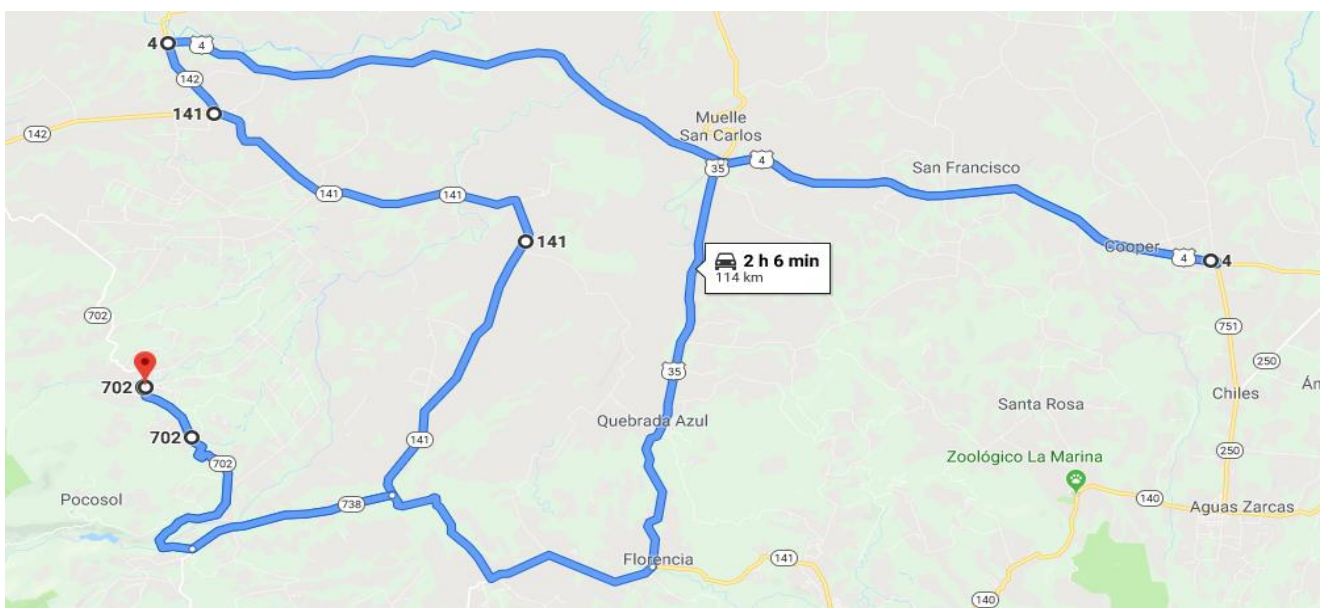 4
4
142
141
142
Muelle
San Carlos
35
4
San Francisco
141
141
141
Cooper
4
4
2 h 6 min
114 km
702
751
250
702
35
Chiles
Án
Santa Rosa
Quebrada Azul
702
141
702
250
Zoológico La Marina
Pocosol
738
140
Aguas Zarcas
Florencia
141
140